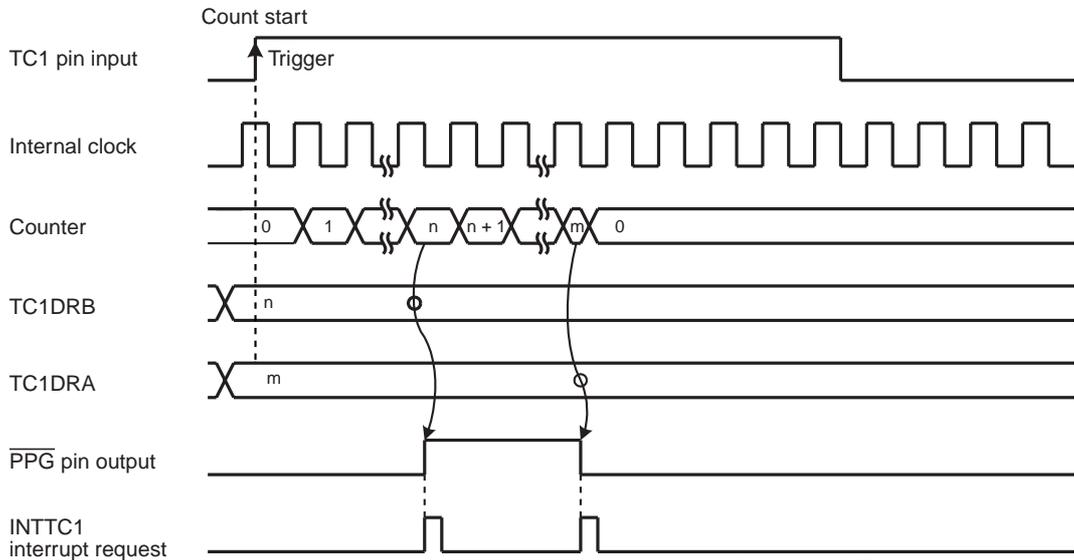 Count start
TC1 pin input
Trigger
Internal clock
Counter
0 1 n n + 1 m 0
TC1DRB
n
TC1DRA
m
PPG pin output
INTTC1
interrupt request